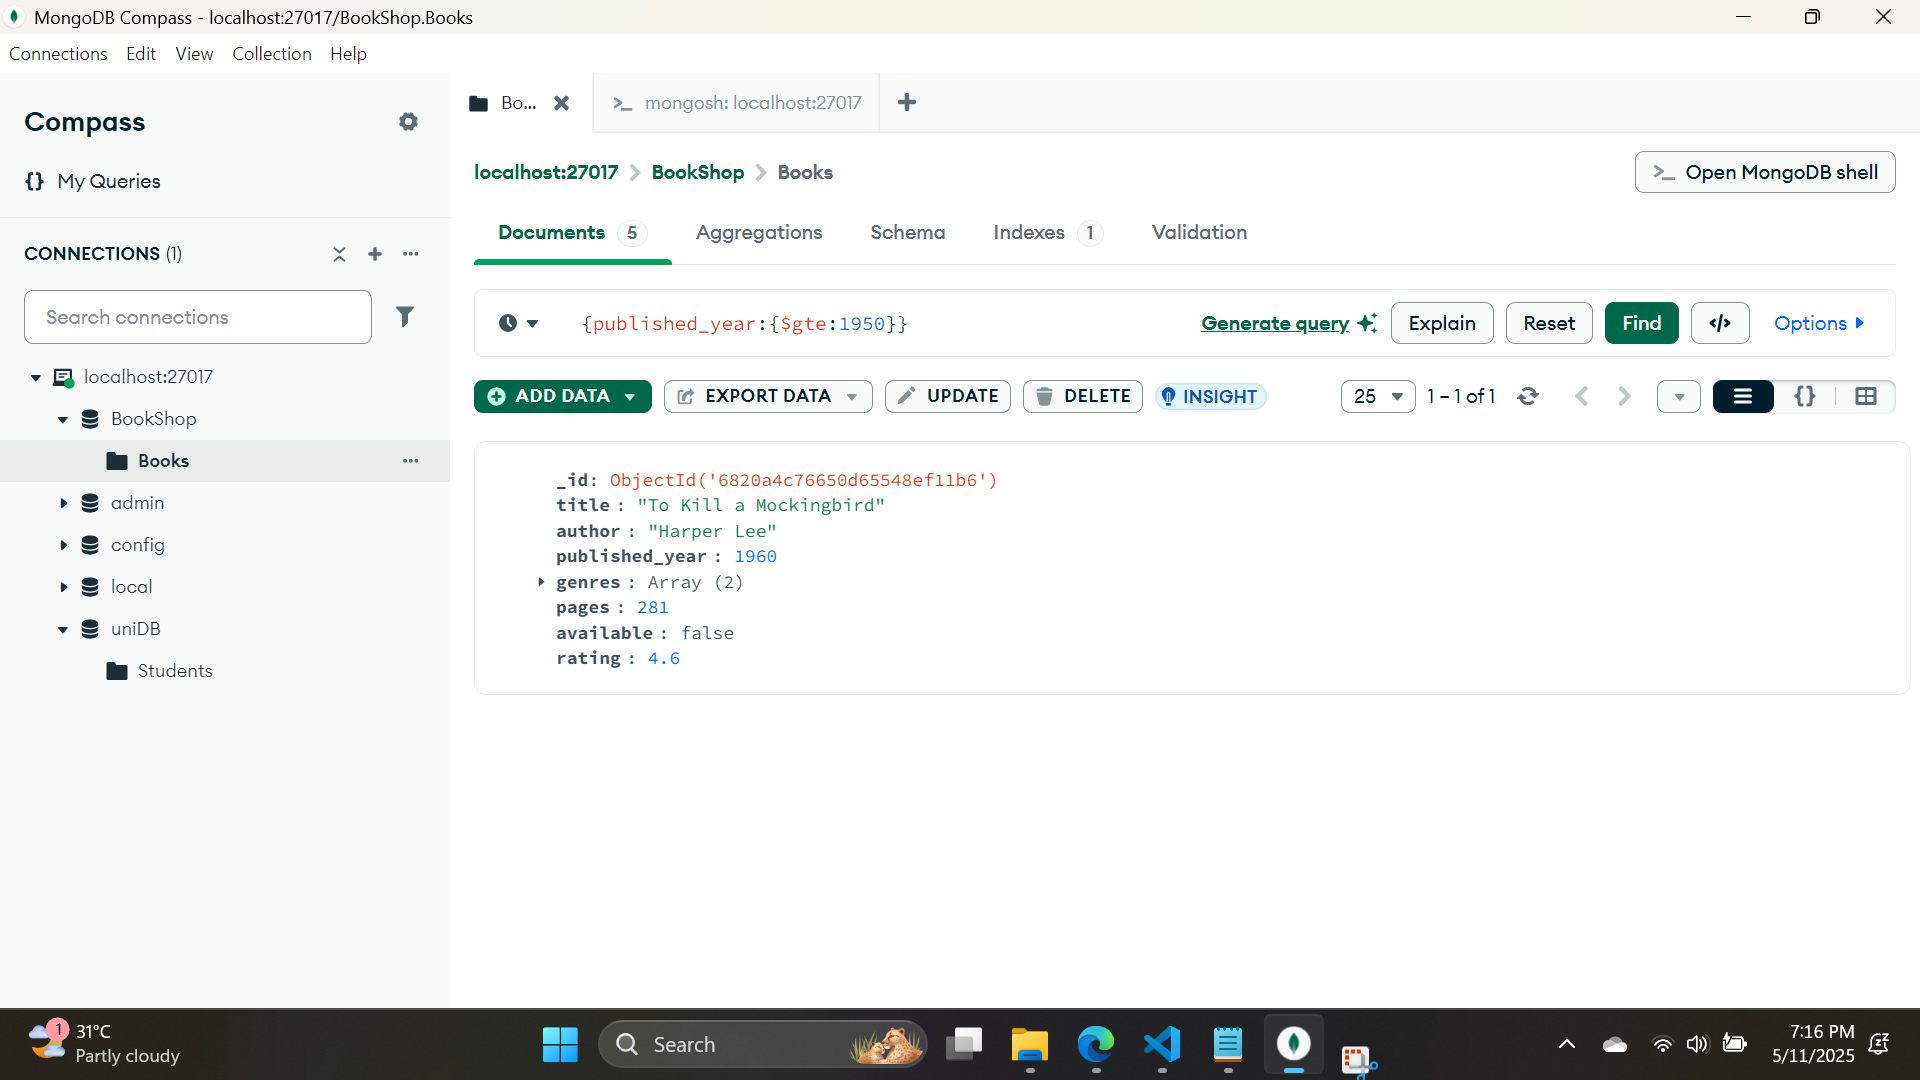 MongoDB Compass - localhost:27017/BookShop.Books
Connections Edit View Collection Help
Compass
My Queries
CONNECTIONS (1)
Search connections
localhost:27017
BookShop
Books
admin
config
local
uniDB
Students
Bo...
mongosh: localhost:27017
localhost:27017 > BookShop > Books
Open MongoDB shell
Documents 5 Aggregations Schema Indexes 1 Validation
{published_year:{$gte:1950}}
Generate query Explain Reset Find </> Options
ADD DATA EXPORT DATA UPDATE DELETE INSIGHT 25 1 – 1 of 1 {}
_id: ObjectId('6820a4c76650d65548ef11b6')
title : "To Kill a Mockingbird"
author : "Harper Lee"
published_year : 1960
genres : Array (2)
pages : 281
available : false
rating : 4.6
1 31°C
Partly cloudy
Search
7:16 PM
5/11/2025